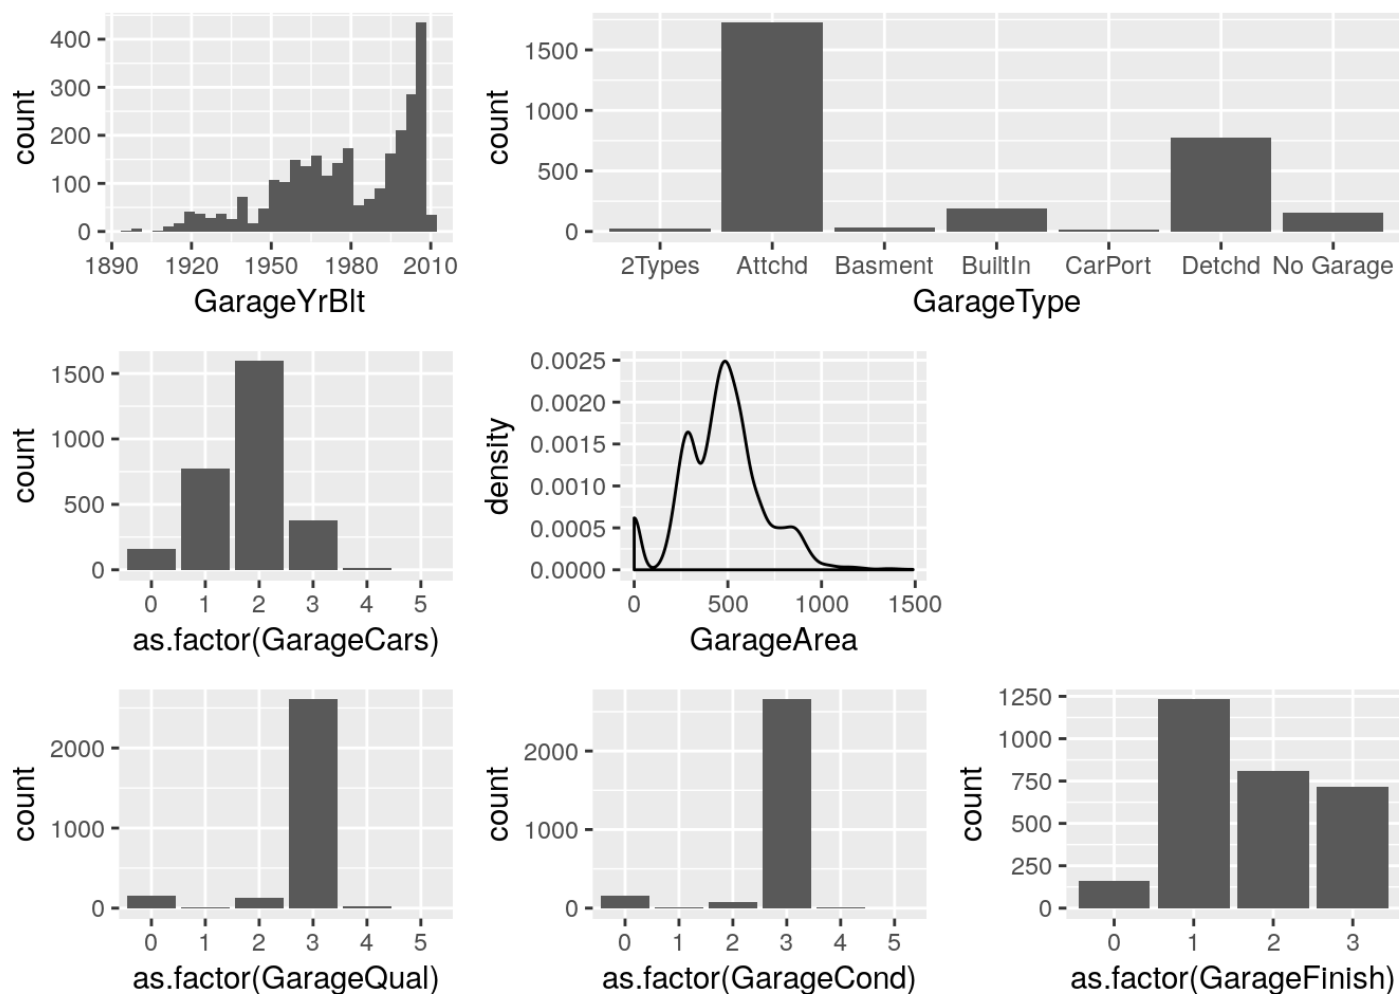 400
300
200
100
0
count
1890 1920 1950 1980 2010
GarageYrBlt
1500
1000
500
0
count
2Types Attchd Basment BuiltIn CarPort Detchd No Garage
GarageType
1500
1000
500
0
count
0 1 2 3 4 5
as.factor(GarageCars)
0.0025
0.0020
0.0015
0.0010
0.0005
0.0000
density
0 500 1000 1500
GarageArea
2000
1000
0
count
0 1 2 3 4 5
as.factor(GarageQual)
2000
1000
0
count
0 1 2 3 4 5
as.factor(GarageCond)
1250
1000
750
500
250
0
count
0 1 2 3
as.factor(GarageFinish)